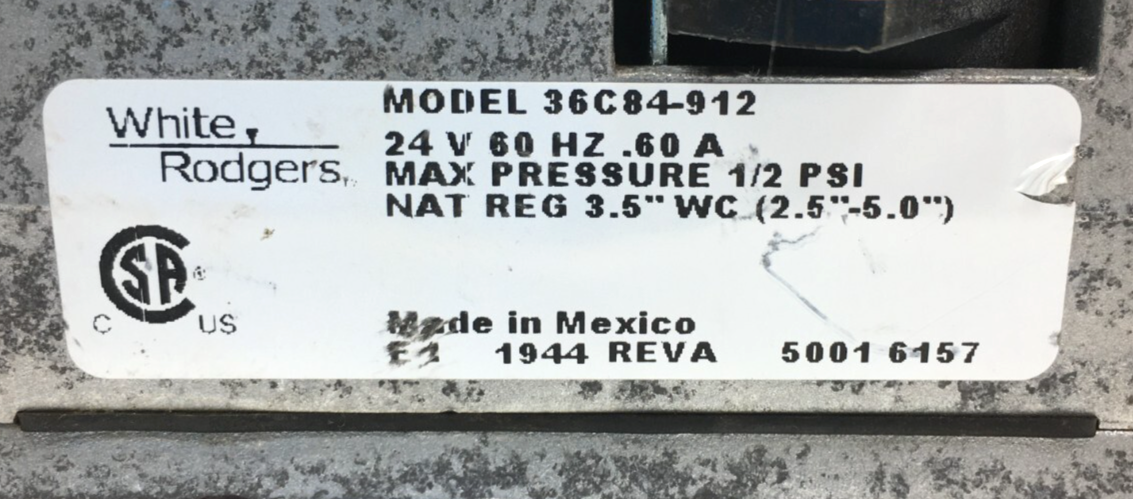 White
Rodgers
MODEL 36C84-912
24 V 60 HZ .60 A
MAX PRESSURE 1/2 PSI
NAT REG 3.5" WC (2.5"-5.0")
CSA ®
C US
Made in Mexico
1944 REVA 5001 6157